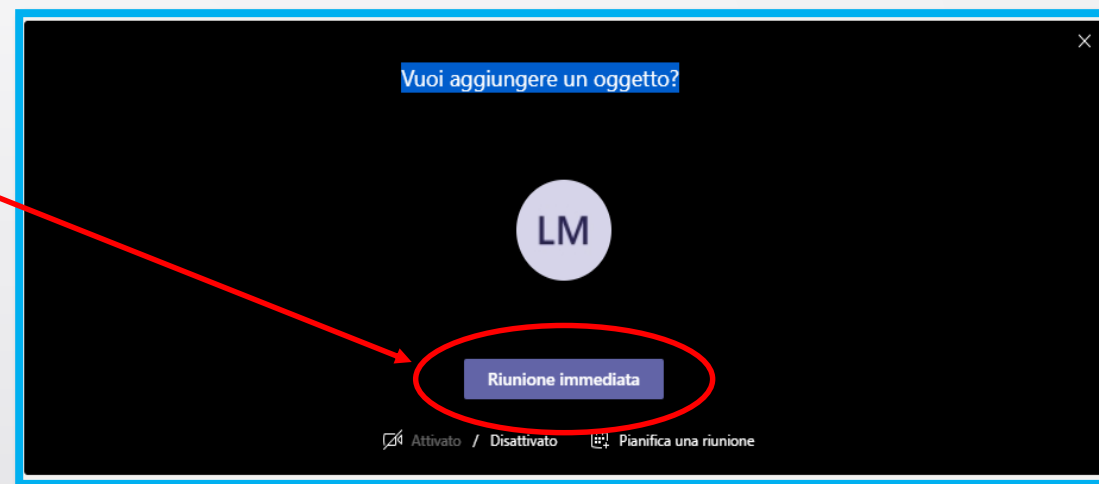 Vuoi aggiungere un oggetto?
LM
Riunione immediata
Attivato / Disattivato Pianifica una riunione